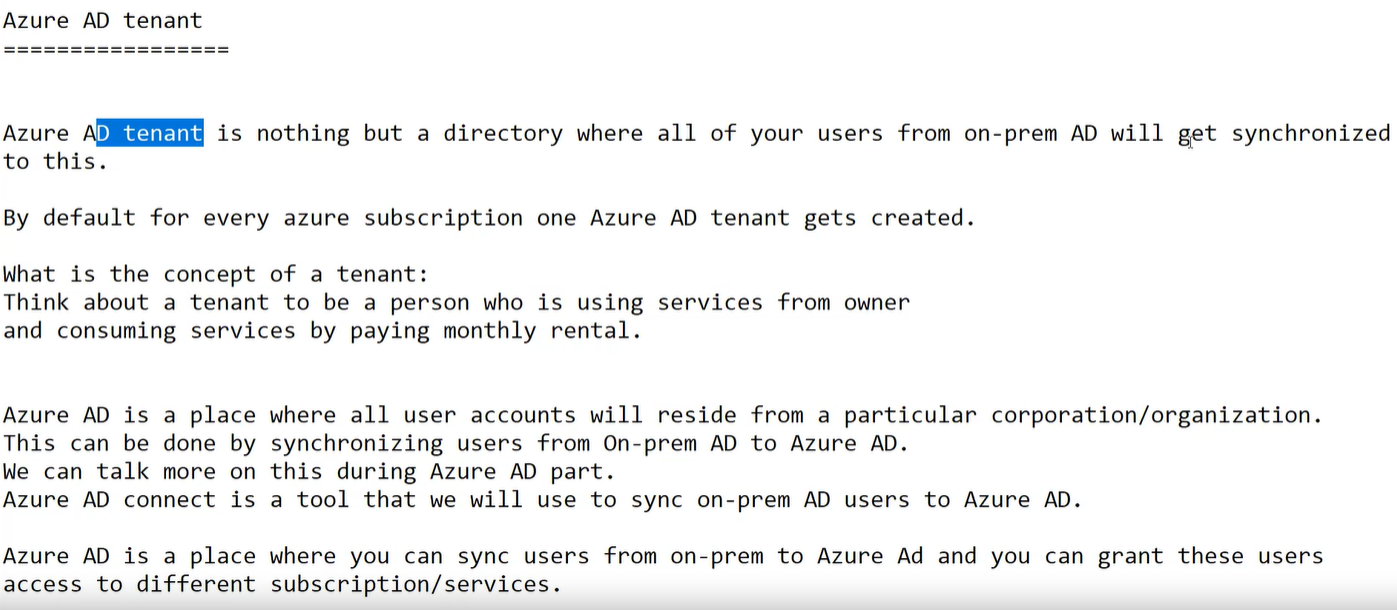 Azure AD tenant
=================
Azure AD tenant is nothing but a directory where all of your users from on-prem AD will get synchronized
to this.
By default for every azure subscription one Azure AD tenant gets created.
What is the concept of a tenant:
Think about a tenant to be a person who is using services from owner
and consuming services by paying monthly rental.
Azure AD is a place where all user accounts will reside from a particular corporation/organization.
This can be done by synchronizing users from On-prem AD to Azure AD.
We can talk more on this during Azure AD part.
Azure AD connect is a tool that we will use to sync on-prem AD users to Azure AD.
Azure AD is a place where you can sync users from on-prem to Azure Ad and you can grant these users
access to different subscription/services.